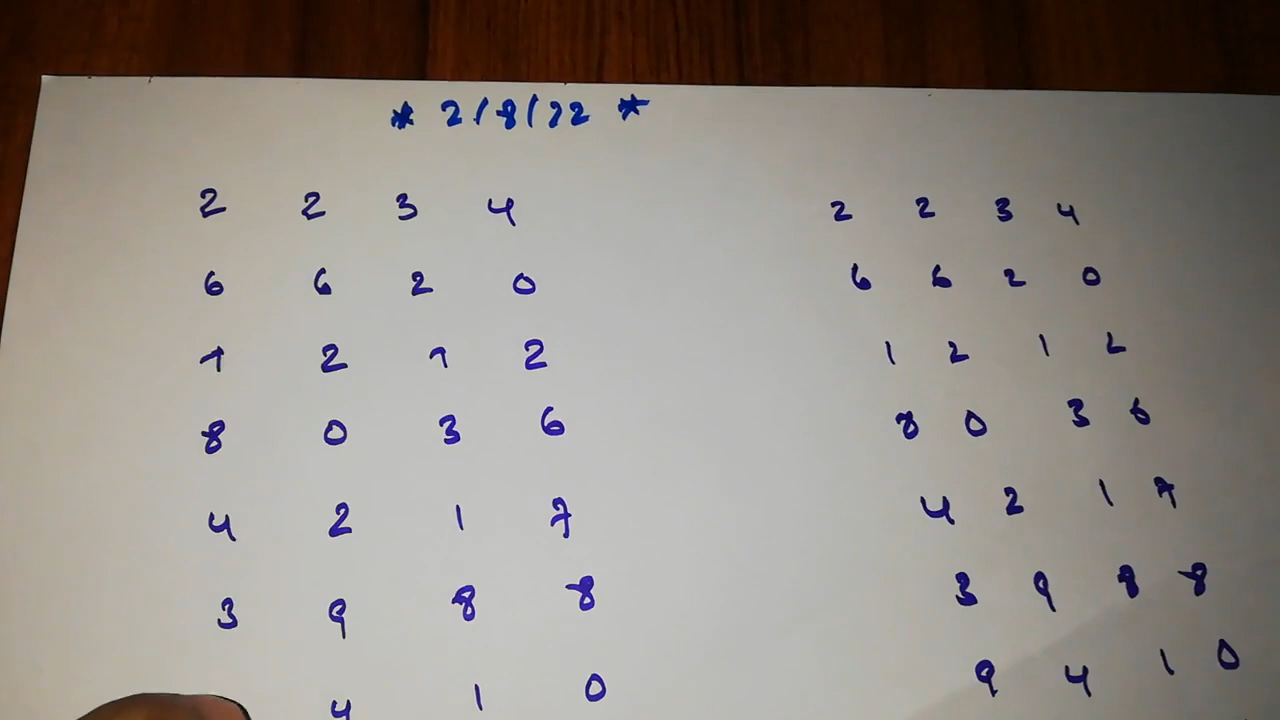 * 2/8/22 *
2 2 3 4
6 6 2 0
1 2 1 2
8 0 3 6
4 2 1 7
3 9 8 8
4 1 0
2 2 3 4
6 6 2 0
1 2 1 2
8 0 3 6
4 2 1 7
3 9 8 8
9 4 1 0